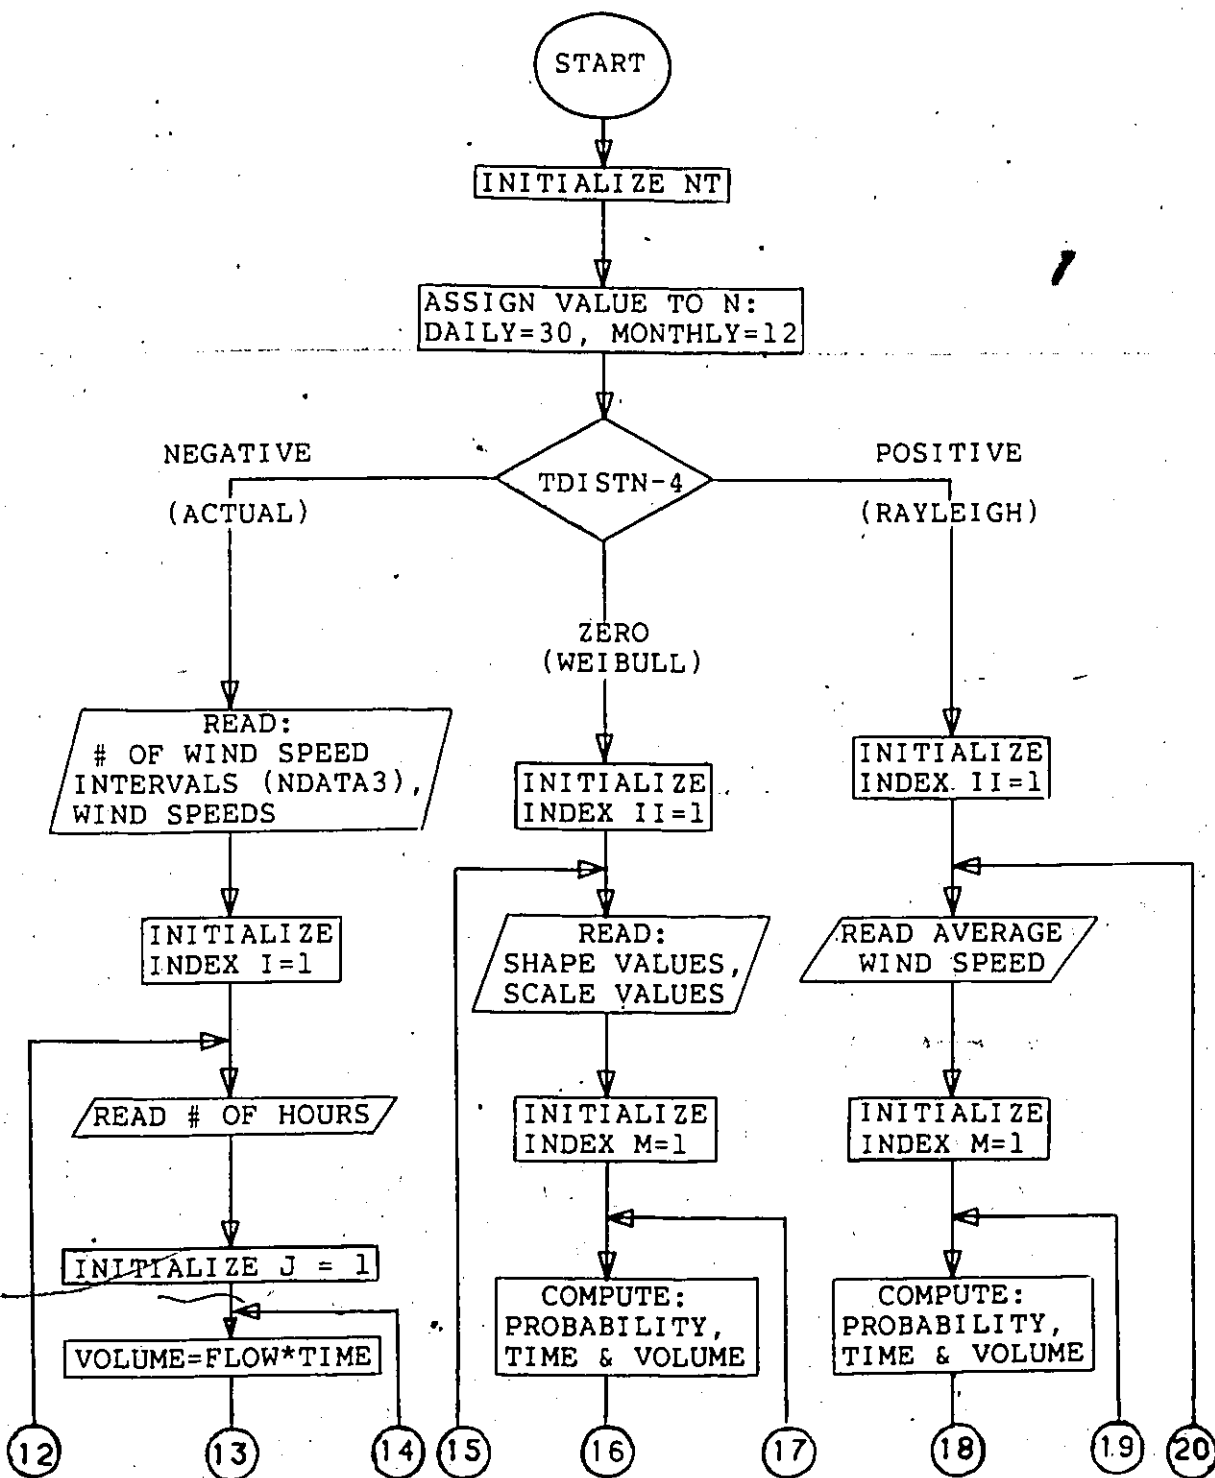 START
INITIALIZE NT
ASSIGN VALUE TO N:
DAILY=30, MONTHLY=12
TDISTN-4
NEGATIVE
(ACTUAL)
ZERO
(WEIBULL)
POSITIVE
(RAYLEIGH)
READ:
# OF WIND SPEED
INTERVALS (NDATA3),
WIND SPEEDS
INITIALIZE
INDEX I=1
READ # OF HOURS
INITIALIZE J = 1
VOLUME=FLOW*TIME
INITIALIZE
INDEX II=1
READ:
SHAPE VALUES,
SCALE VALUES
INITIALIZE
INDEX M=1
COMPUTE:
PROBABILITY,
TIME & VOLUME
INITIALIZE
INDEX II=1
READ AVERAGE
WIND SPEED
INITIALIZE
INDEX M=1
COMPUTE:
PROBABILITY,
TIME & VOLUME
12
13
14
15
16
17
18
19
20